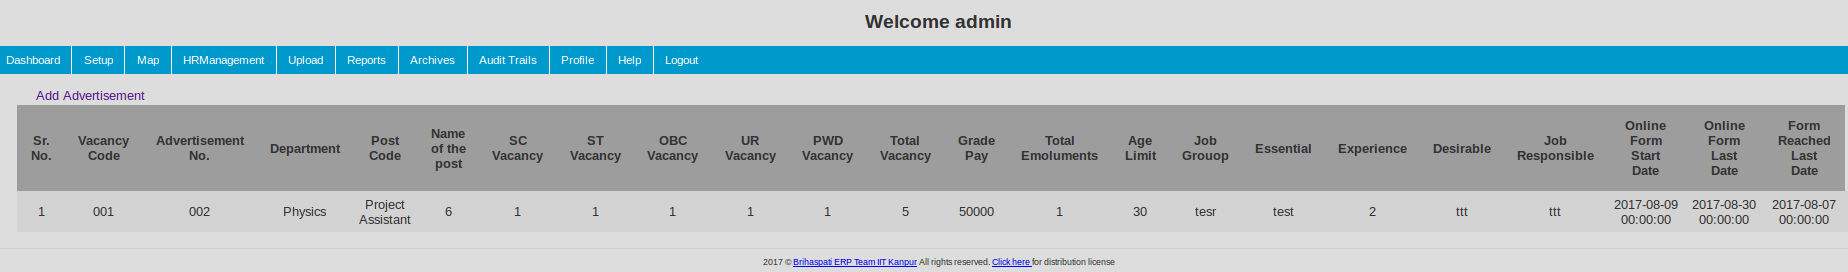 Welcome admin
Dashboard Setup Map HRManagement Upload Reports Archives Audit Trails Profile Help Logout
Add Advertisement
Sr. No. Vacancy Code Advertisement No. Department Post Code Name of the post SC Vacancy ST Vacancy OBC Vacancy UR Vacancy PWD Vacancy Total Vacancy Grade Pay Total Emoluments Age Limit Job Grouop Essential Experience Desirable Job Responsible Online Form Start Date Online Form Last Date Form Reached Last Date
1 001 002 Physics Project Assistant 6 1 1 1 1 1 5 50000 1 30 tesr test 2 ttt ttt 2017-08-09 00:00:00 2017-08-30 00:00:00 2017-08-07 00:00:00
2017 © Brihaspati ERP Team IIT Kanpur All rights reserved. Click here for distribution license